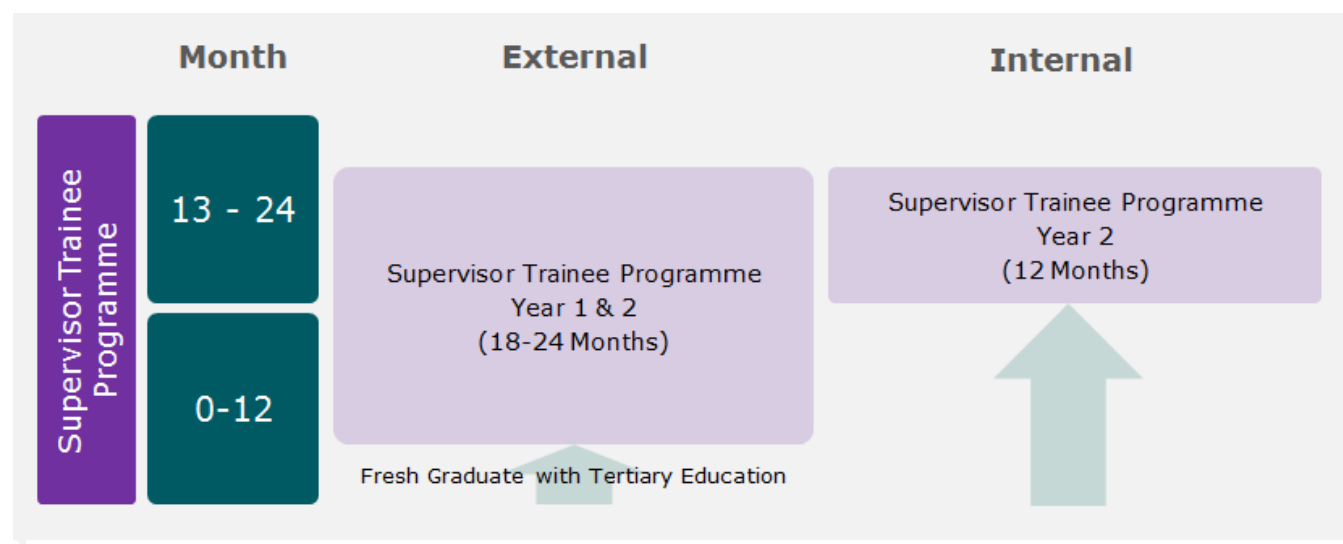 Month
External
Internal
Supervisor Trainee
Programme
13 - 24
0-12
Supervisor Trainee Programme
Year 1 & 2
(18-24 Months)
Fresh Graduate with Tertiary Education
Supervisor Trainee Programme
Year 2
(12 Months)